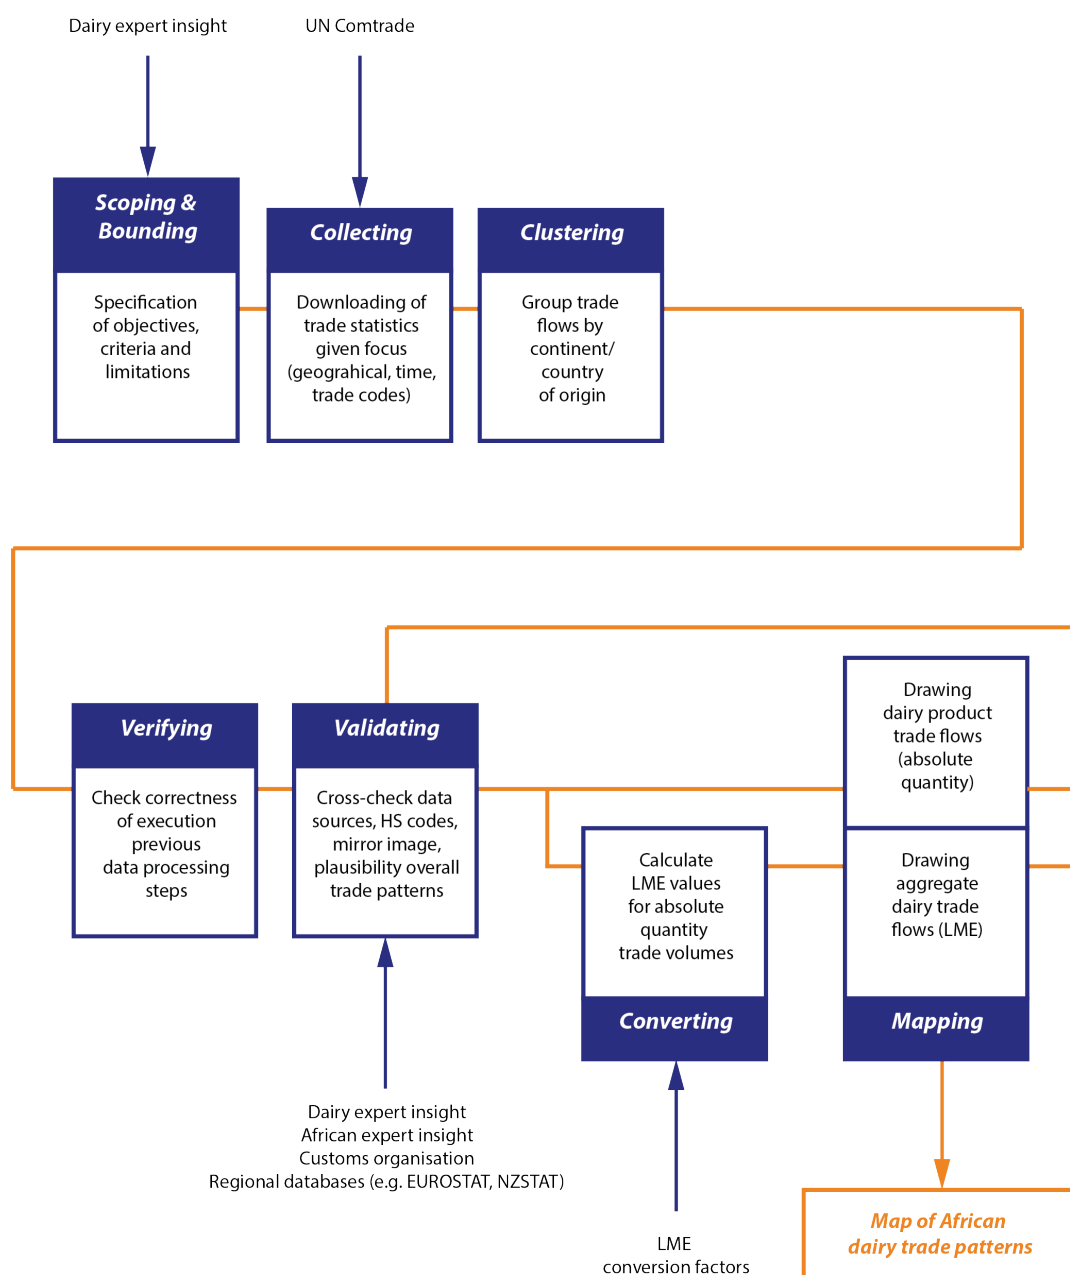 Dairy expert insight
UN Comtrade
Scoping &
Bounding
Specification
of objectives,
criteria and
limitations
Collecting
Downloading of
trade statistics
given focus
(geograhical, time,
trade codes)
Clustering
Group trade
flows by
continent/
country
of origin
Verifying
Check correctness
of execution
previous
data processing
steps
Validating
Cross-check data
sources, HS codes,
mirror image,
plausibility overall
trade patterns
Dairy expert insight
African expert insight
Customs organisation
Regional databases (e.g. EUROSTAT, NZSTAT)
Calculate
LME values
for absolute
quantity
trade volumes
Converting
LME
conversion factors
Drawing
dairy product
trade flows
(absolute
quantity)
Drawing
aggregate
dairy trade
flows (LME)
Mapping
Map of African
dairy trade patterns